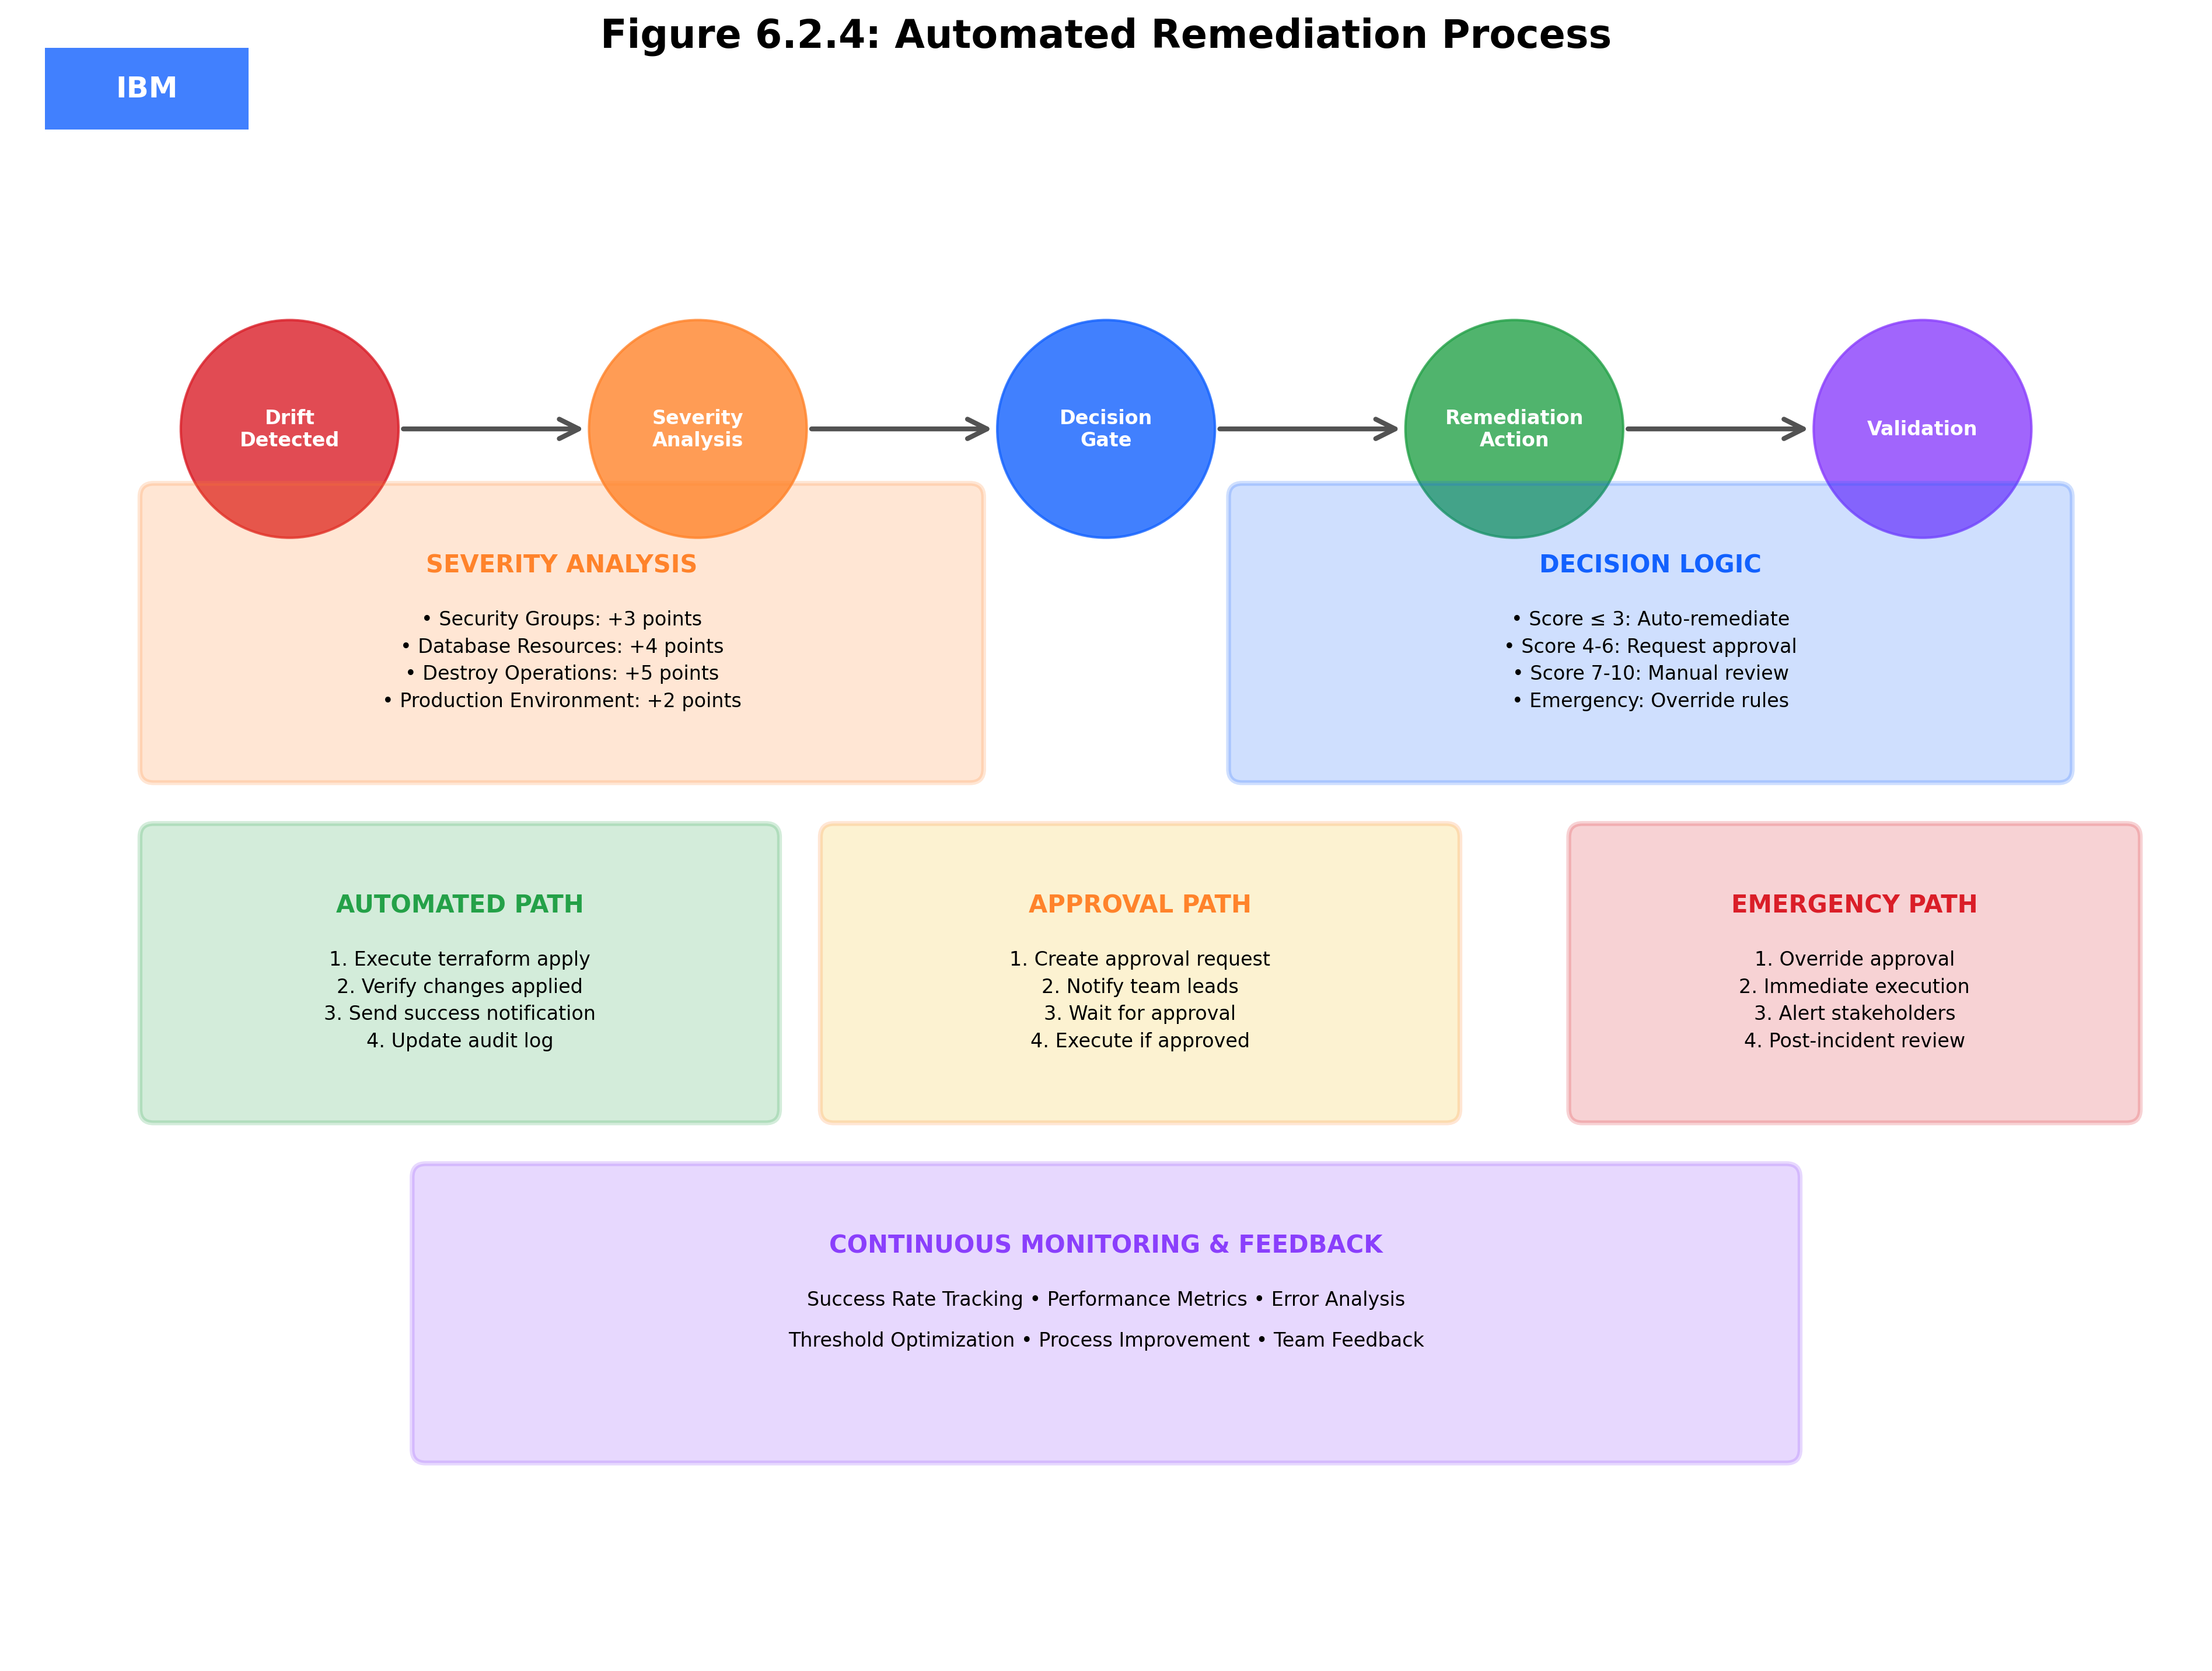 Figure 6.2.4: Automated Remediation Process
IBM
Drift
Detected
Severity
Analysis
Decision
Gate
Remediation
Action
Validation
SEVERITY ANALYSIS
• Security Groups: +3 points
• Database Resources: +4 points
• Destroy Operations: +5 points
• Production Environment: +2 points
DECISION LOGIC
• Score ≤ 3: Auto-remediate
• Score 4-6: Request approval
• Score 7-10: Manual review
• Emergency: Override rules
AUTOMATED PATH
1. Execute terraform apply
2. Verify changes applied
3. Send success notification
4. Update audit log
APPROVAL PATH
1. Create approval request
2. Notify team leads
3. Wait for approval
4. Execute if approved
EMERGENCY PATH
1. Override approval
2. Immediate execution
3. Alert stakeholders
4. Post-incident review
CONTINUOUS MONITORING & FEEDBACK
Success Rate Tracking • Performance Metrics • Error Analysis
Threshold Optimization • Process Improvement • Team Feedback